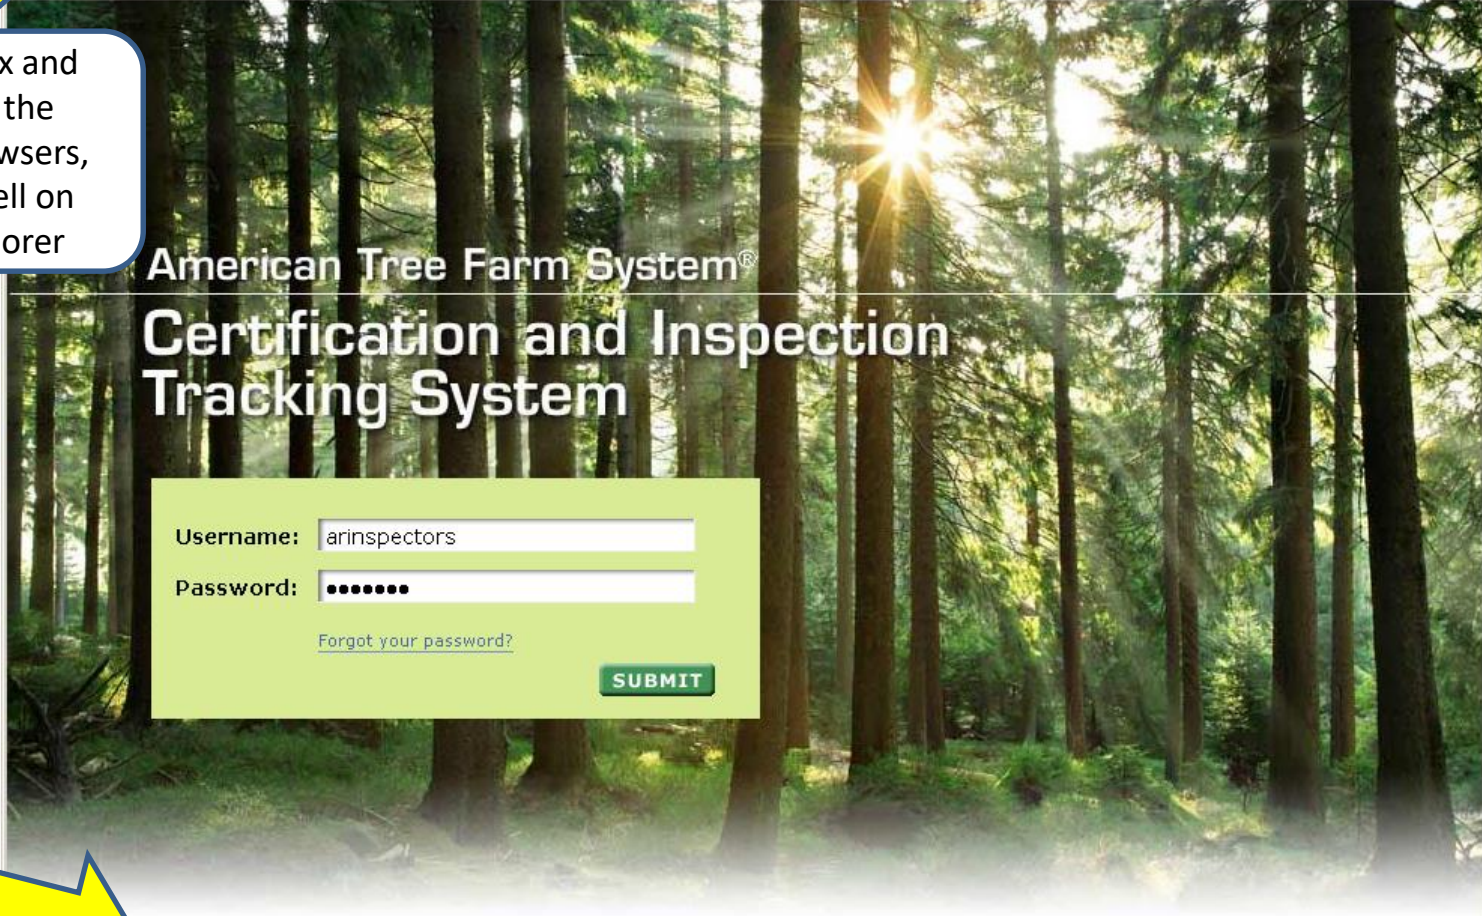 x and
the
wsers,
ell on
orer
American Tree Farm System®
Certification and Inspection
Tracking System
Username: arinspectors
Password: •••••••
Forgot your password?
SUBMIT